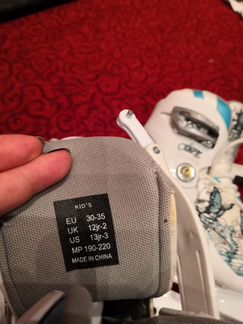 KID'S
EU 30-35
UK 12jr-2
US 13jr-3
MP 190-220
MADE IN CHINA